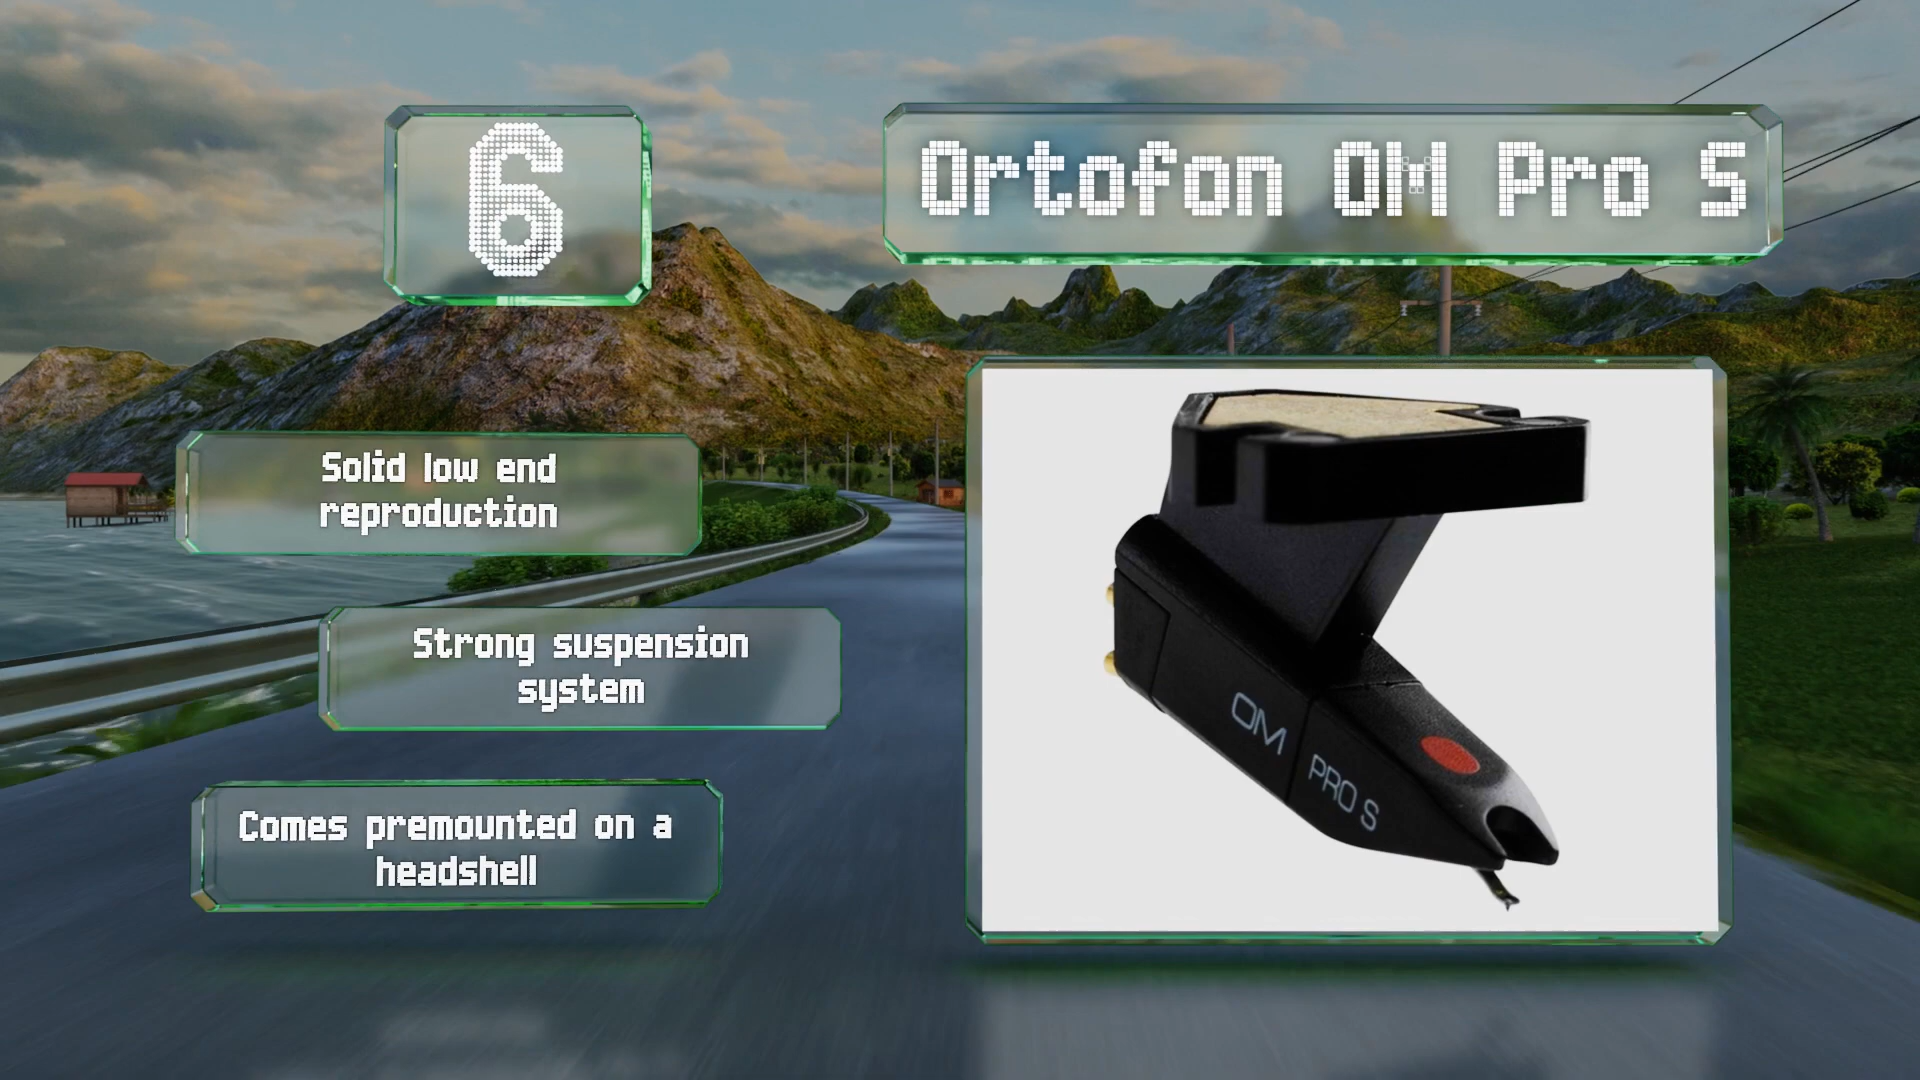 6
Ortofon OM Pro S
Solid low end
reproduction
Strong suspension
system
Comes premounted on a
headshell
OM PRO S